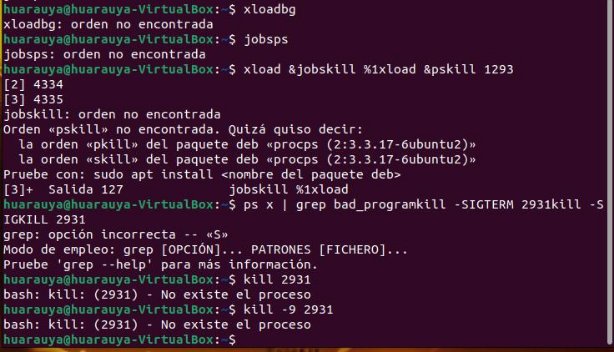 huarauya@huarauya-VirtualBox:~$ xloadbg
xloadbg: orden no encontrada
huarauya@huarauya-VirtualBox:~$ jobsps
jobsps: orden no encontrada
huarauya@huarauya-VirtualBox:~$ xload &jobskill %1xload &pskill 1293
[2] 4334
[3] 4335
jobskill: orden no encontrada
Orden «pskill» no encontrada. Quizá quiso decir:
  la orden «pkill» del paquete deb «procps (2:3.3.17-6ubuntu2)»
  la orden «skill» del paquete deb «procps (2:3.3.17-6ubuntu2)»
Pruebe con: sudo apt install <nombre del paquete deb>
[3]+  Salida 127              jobskill %1xload
huarauya@huarauya-VirtualBox:~$ ps x | grep bad_programkill -SIGTERM 2931kill -S
IGKILL 2931
grep: opción incorrecta -- «S»
Modo de empleo: grep [OPCIÓN]... PATRONES [FICHERO]...
Pruebe 'grep --help' para más información.
huarauya@huarauya-VirtualBox:~$ kill 2931
bash: kill: (2931) - No existe el proceso
huarauya@huarauya-VirtualBox:~$ kill -9 2931
bash: kill: (2931) - No existe el proceso
huarauya@huarauya-VirtualBox:~$